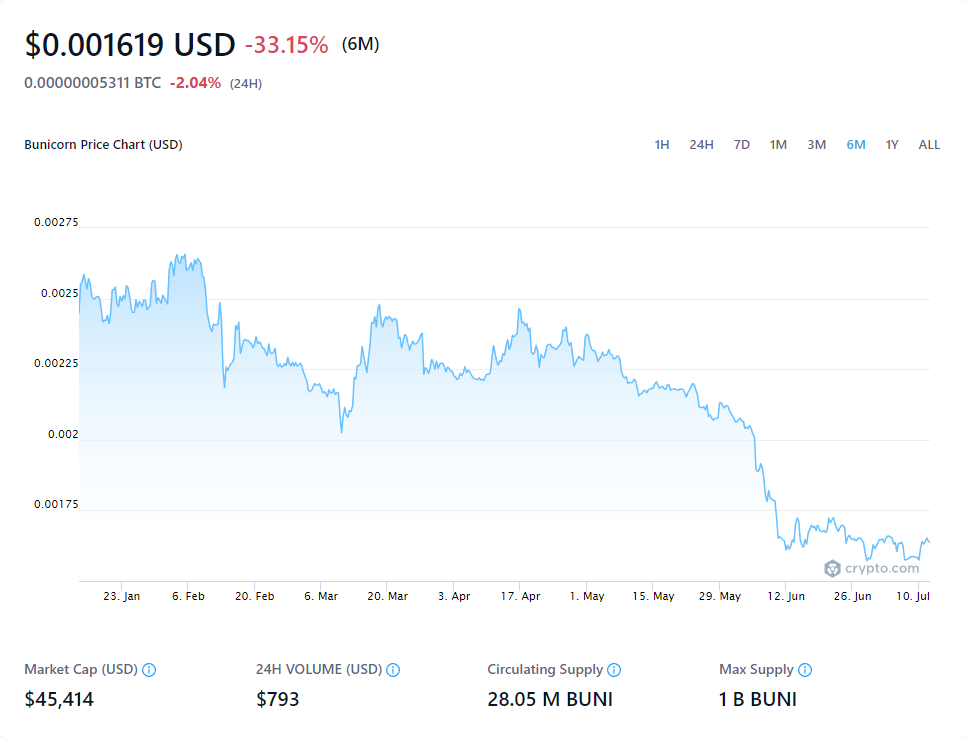 $0.001619 USD -33.15% (6M)
0.00000005311 BTC -2.04% (24H)
Bunicorn Price Chart (USD) 1H 24H 7D 1M 3M 6M 1Y ALL
0.00275
0.0025
0.00225
0.002
0.00175
crypto.com
23. Jan 6. Feb 20. Feb 6. Mar 20. Mar 3. Apr 17. Apr 1. May 15. May 29. May 12. Jun 26. Jun 10. Jul
Market Cap (USD) 24H VOLUME (USD) Circulating Supply Max Supply
$45,414 $793 28.05 M BUNI 1 B BUNI